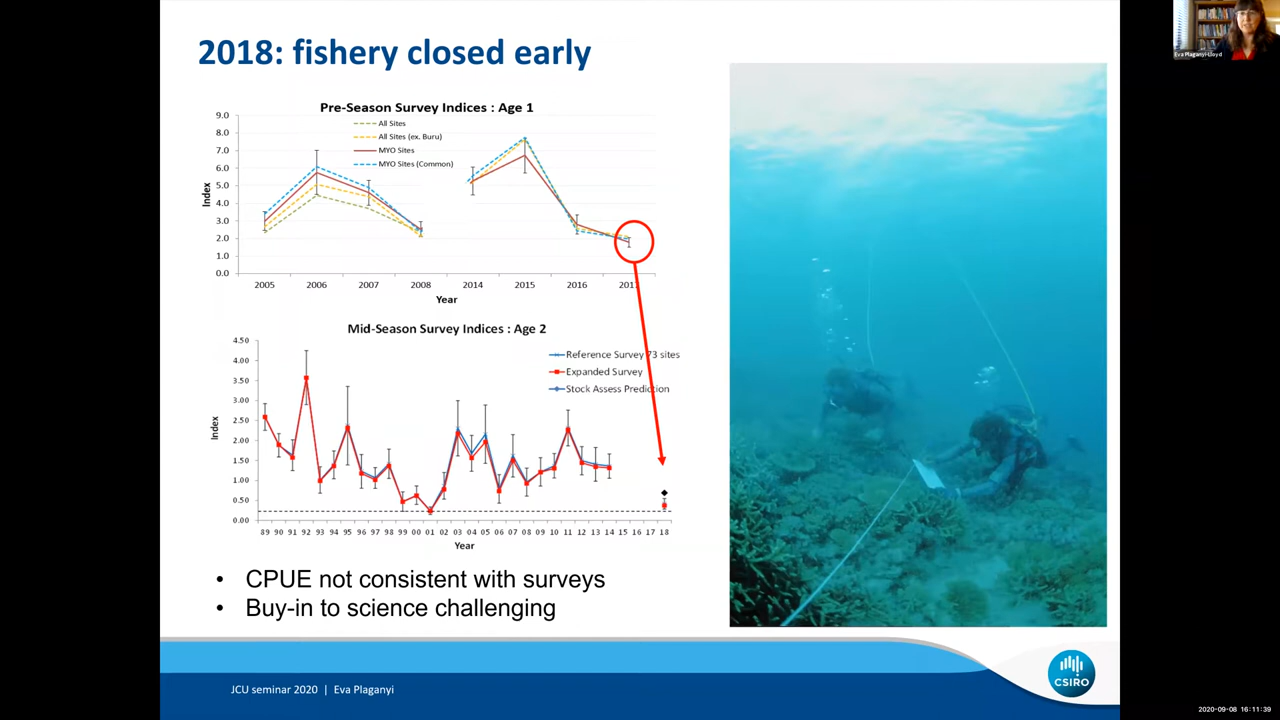 2018: fishery closed early
Eva Plaganyi-Lloyd
Pre-Season Survey Indices : Age 1
9.0
8.0
7.0
6.0
5.0
4.0
3.0
2.0
1.0
0.0
Index
All Sites
All Sites (ex. Buru)
MYO Sites
MYO Sites (Common)
2005 2006 2007 2008 2014 2015 2016
Year
Mid-Season Survey Indices : Age 2
4.50
4.00
3.50
3.00
2.50
2.00
1.50
1.00
0.50
0.00
Index
Reference Survey 73 sites
Expanded Survey
Stock Assess Prediction
89 90 91 92 93 94 95 96 97 98 99 00 01 02 03 04 05 06 07 08 09 10 11 12 13 14 15 16 17 18
Year
• CPUE not consistent with surveys
• Buy-in to science challenging
JCU seminar 2020 | Eva Plaganyi
CSIRO
2020-09-08 16:11:39